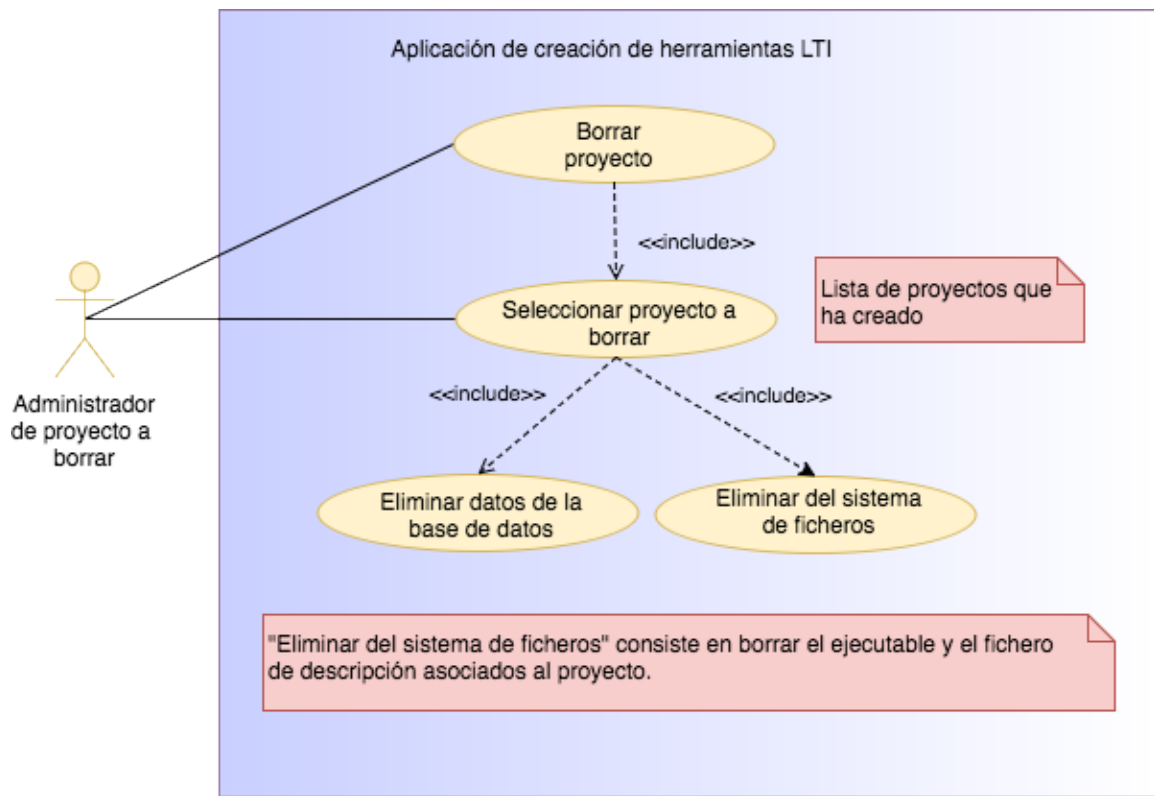 Aplicación de creación de herramientas LTI
Borrar
proyecto
<<include>>
Seleccionar proyecto a
borrar
Lista de proyectos que
ha creado
<<include>>
<<include>>
Administrador
de proyecto a
borrar
Eliminar datos de la
base de datos
Eliminar del sistema
de ficheros
"Eliminar del sistema de ficheros" consiste en borrar el ejecutable y el fichero
de descripción asociados al proyecto.